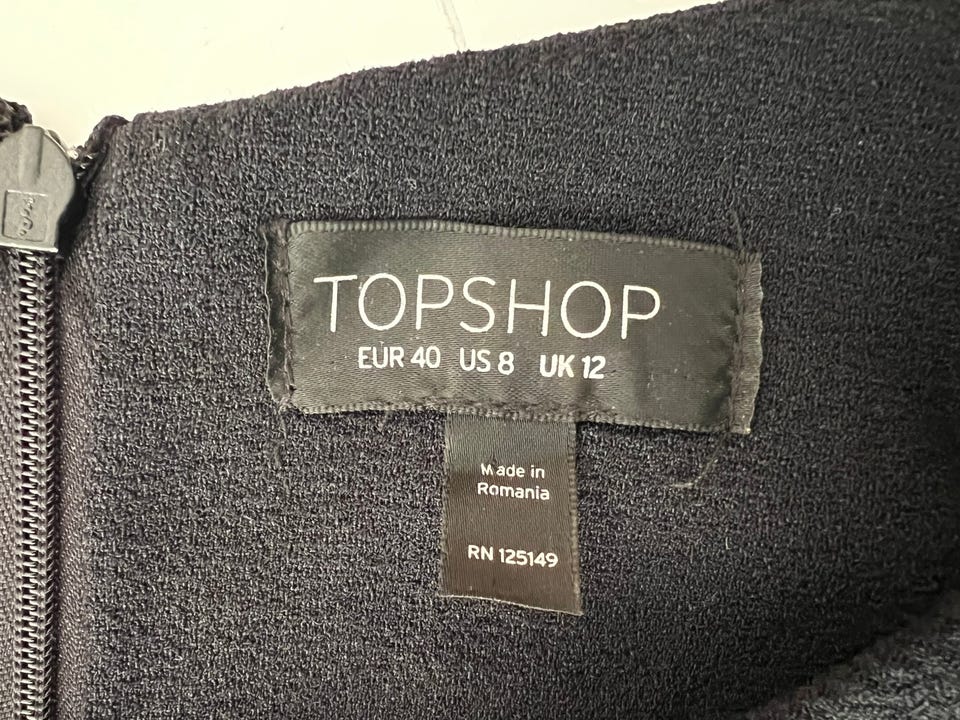 TOPSHOP
EUR 40 US 8 UK 12
Made in
Romania
RN 125149